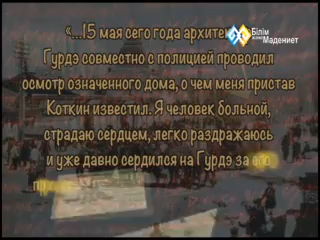 Білім
Мәдениет
«...15 мая сего года архите
Гурдэ совместно с полицией проводил
осмотр означенного дома, о чем меня пристав
Коткин известил. Я человек больной,
страдаю сердцем, легко раздражаюсь
и уже давно сердился на Гурдэ за его